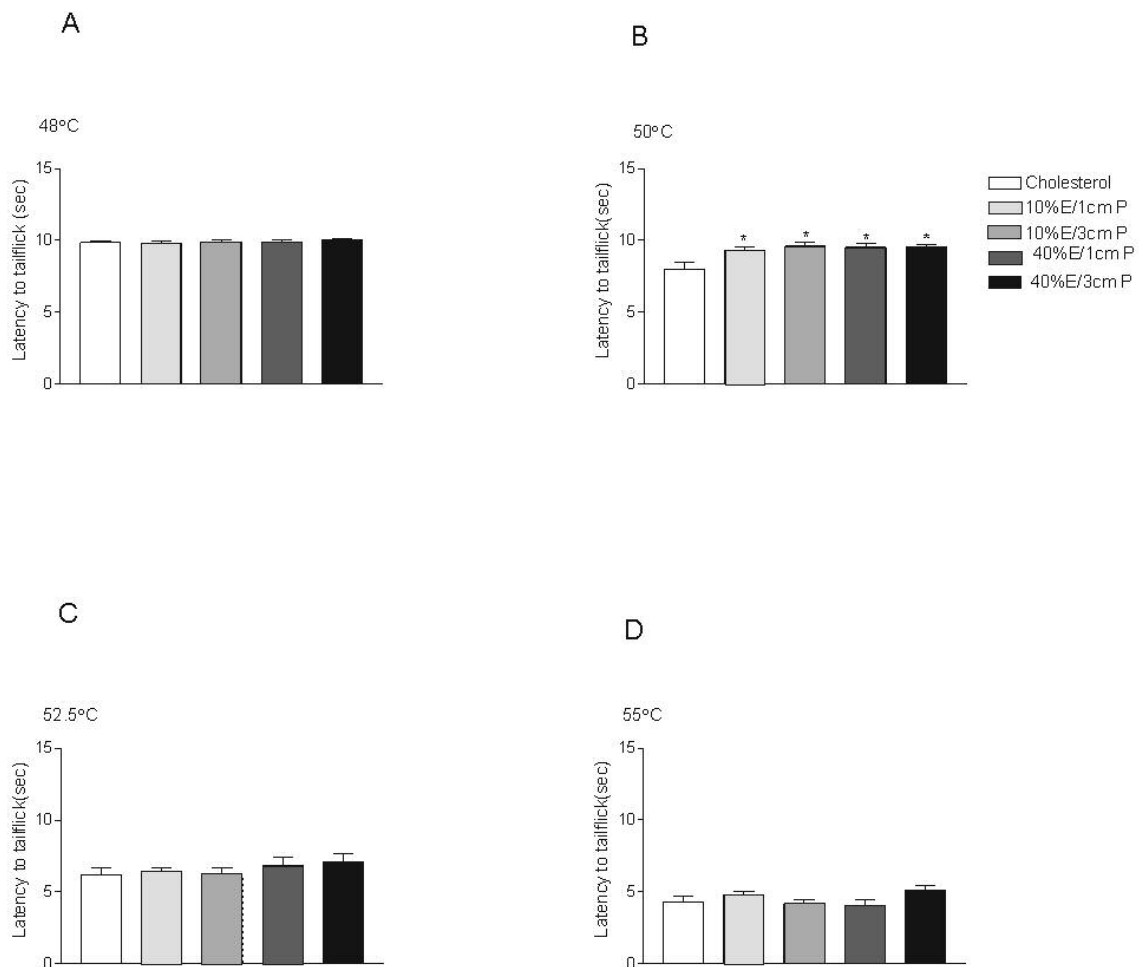 A
48°C
Latency to tailflick (sec)
15
10
5
0
B
50°C
Latency to tailflick(sec)
15
10
5
0
Cholesterol
10%E/1cm P
10%E/3cm P
40%E/1cm P
40%E/3cm P
* * * *
C
52.5°C
Latency to tailflick(sec)
15
10
5
0
D
55°C
Latency to tailflick(sec)
15
10
5
0